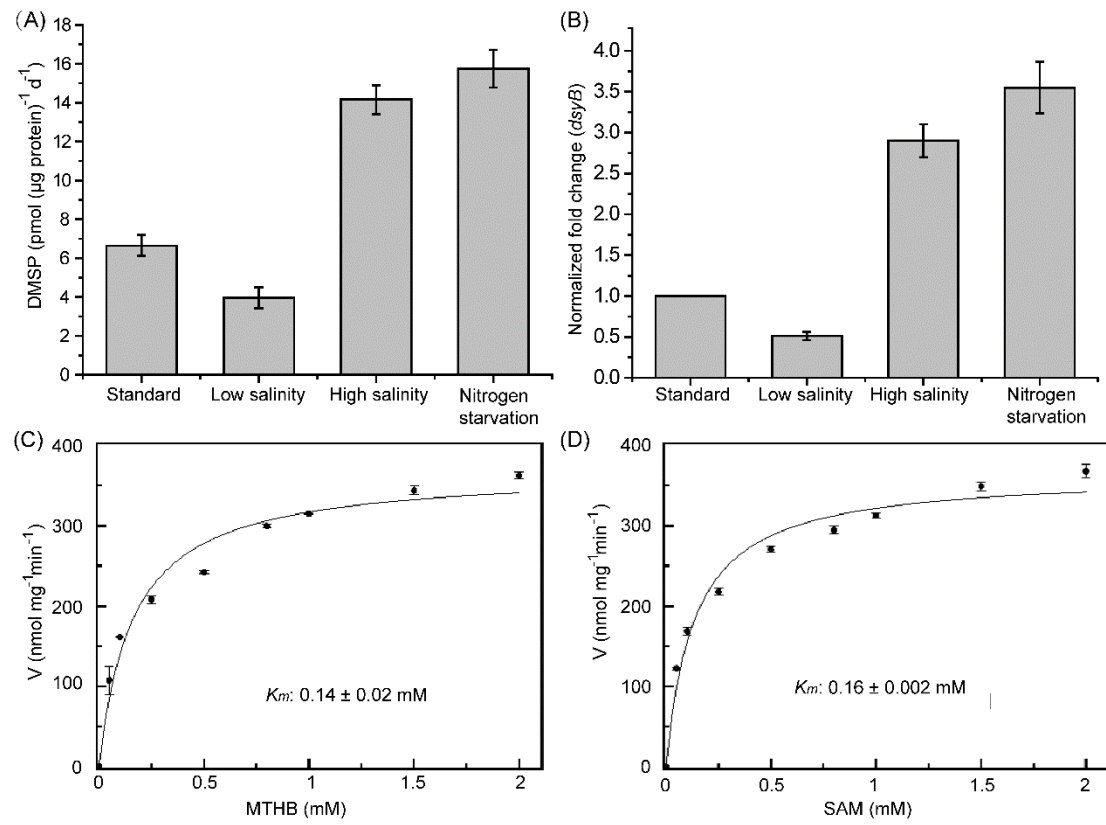 (A)
DMSP (pmol (µg protein)⁻¹ d⁻¹)
18
16
14
12
10
8
6
4
2
0
Standard
Low salinity
High salinity
Nitrogen
starvation
(B)
Normalized fold change (dsyB)
4.0
3.5
3.0
2.5
2.0
1.5
1.0
0.5
0.0
Standard
Low salinity
High salinity
Nitrogen
starvation
(C)
V (nmol mg⁻¹min⁻¹)
400
300
200
100
0
Km: 0.14 ± 0.02 mM
0
0.5
1
1.5
2
MTHB (mM)
(D)
V (nmol mg⁻¹min⁻¹)
400
300
200
100
0
Km: 0.16 ± 0.002 mM
0
0.5
1
1.5
2
SAM (mM)